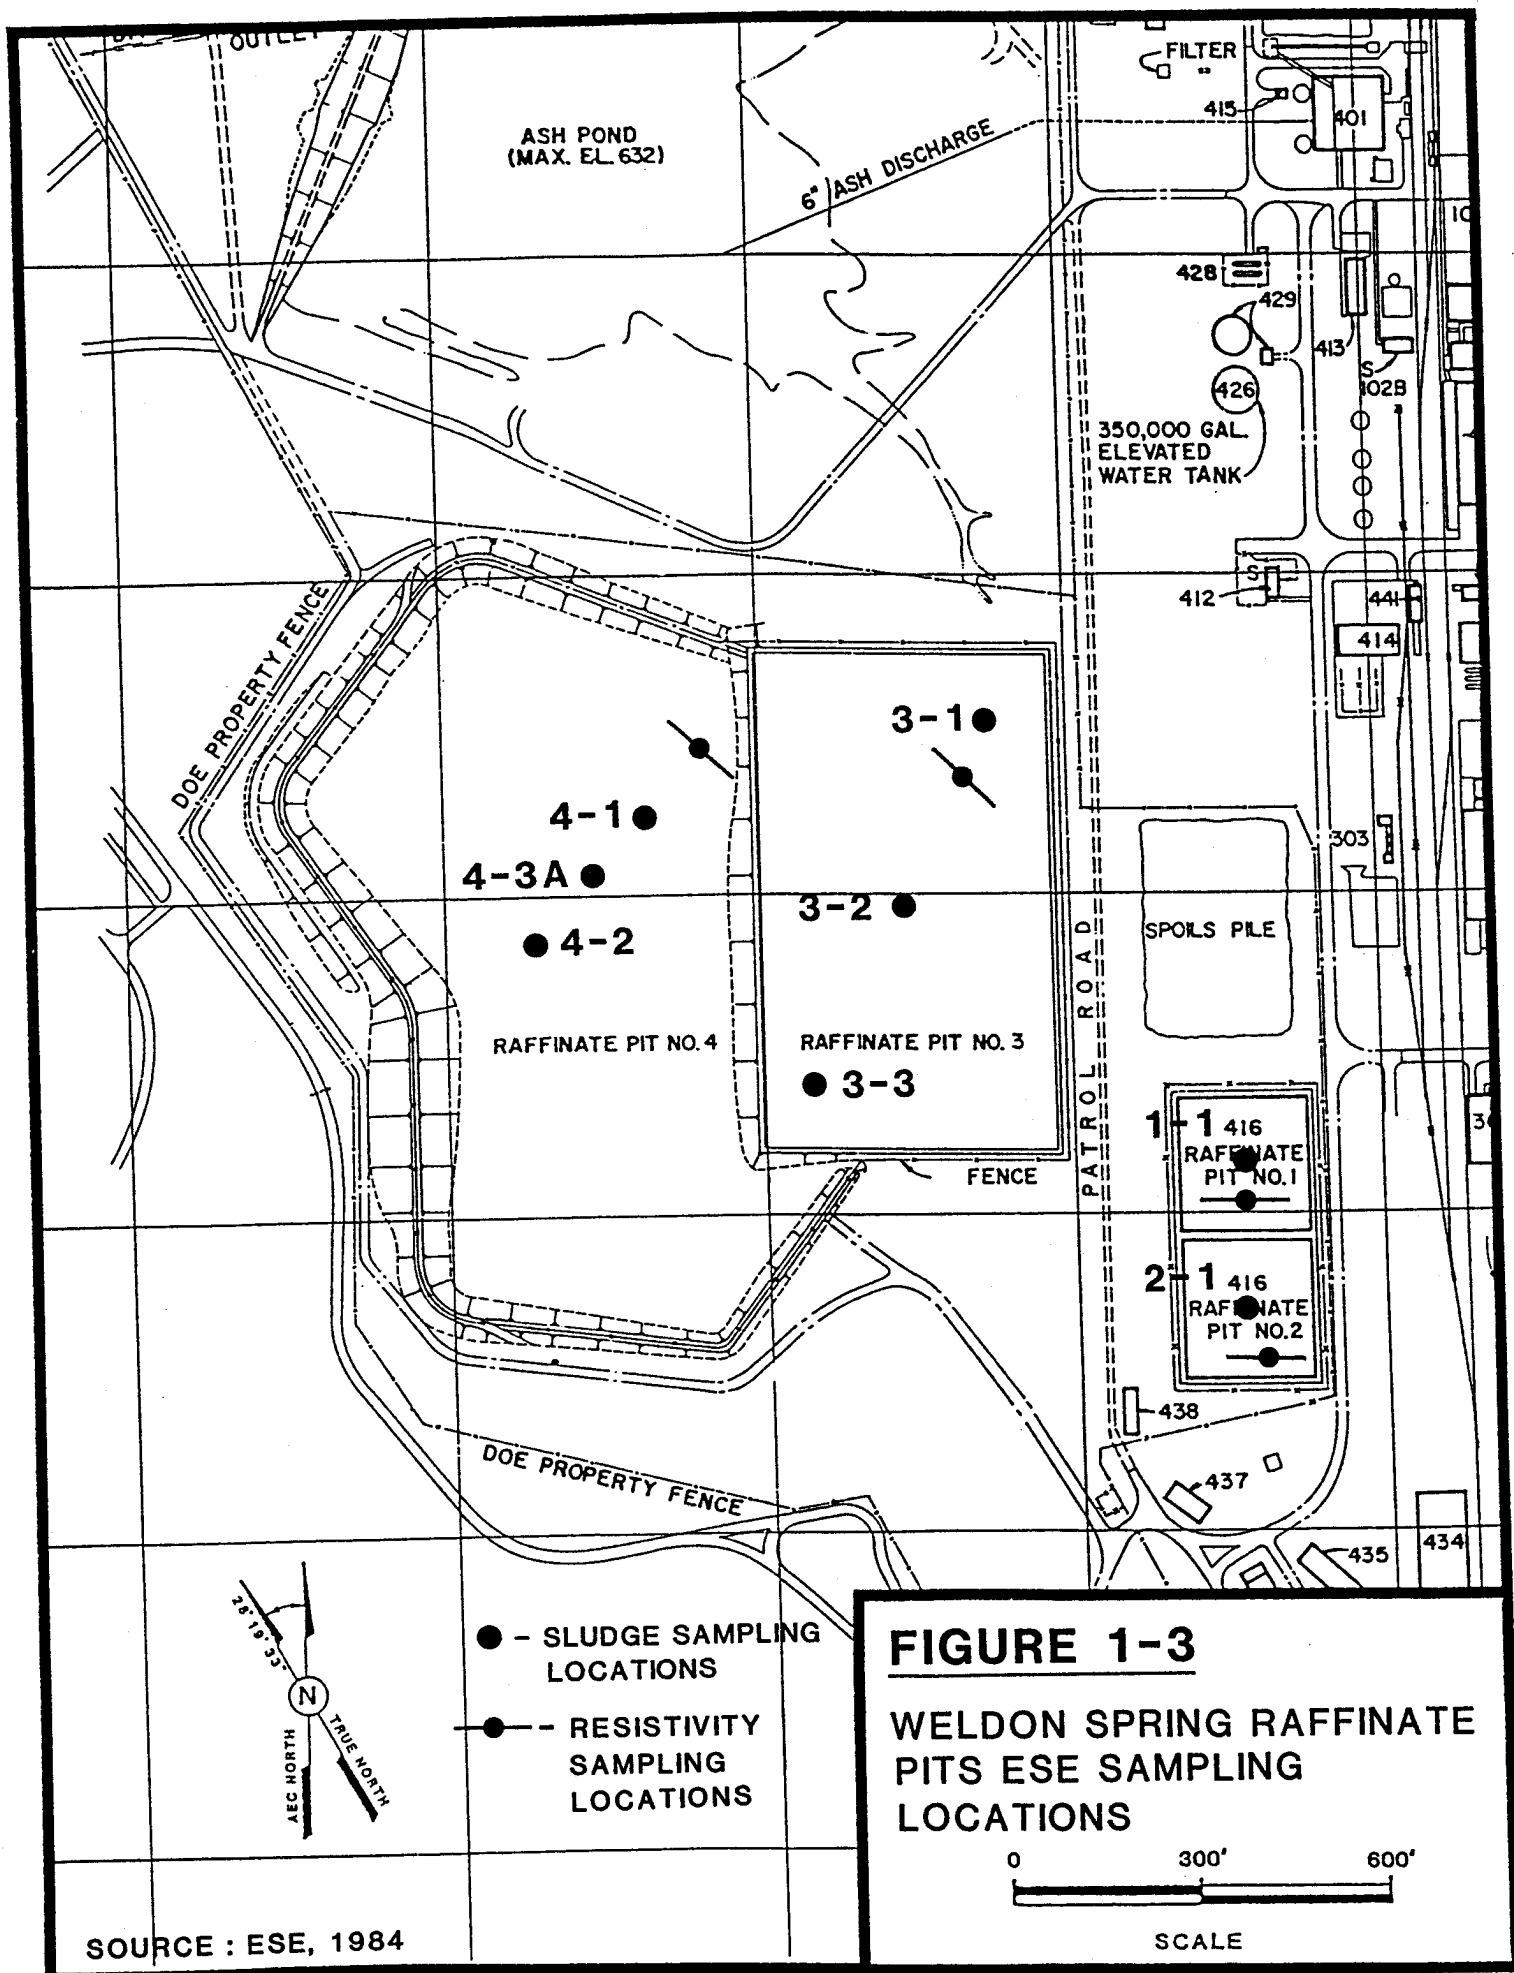 OUTLET
FILTER
415
401
ASH POND
(MAX. EL. 632)
6" ASH DISCHARGE
10
428
429
413
S
102B
426
350,000 GAL.
ELEVATED
WATER TANK
S
412
441
414
DOE PROPERTY FENCE
3-1
4-1
4-3A
3-2
4-2
303
SPOILS PILE
PATROL ROAD
RAFFINATE PIT NO. 4
RAFFINATE PIT NO. 3
3-3
1-1 416
RAFFINATE
PIT NO.1
FENCE
2-1 416
RAFFINATE
PIT NO.2
438
DOE PROPERTY FENCE
437
435
434
28°19'33"
N
AEC NORTH
TRUE NORTH
- SLUDGE SAMPLING
LOCATIONS
- RESISTIVITY
SAMPLING
LOCATIONS
FIGURE 1-3
WELDON SPRING RAFFINATE
PITS ESE SAMPLING
LOCATIONS
0 300' 600'
SCALE
SOURCE : ESE, 1984